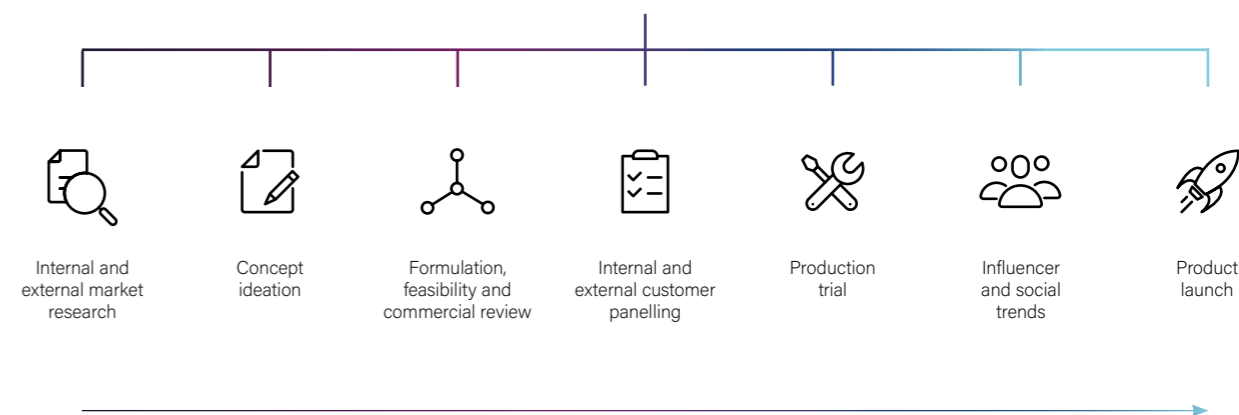 Internal and
external market
research
Concept
ideation
Formulation,
feasibility and
commercial review
Internal and
external customer
panelling
Production
trial
Influencer
and social
trends
Product
launch